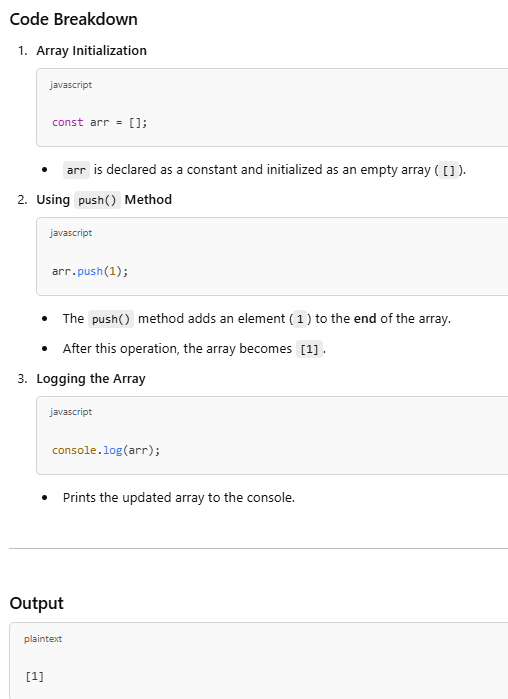 Code Breakdown
1. Array Initialization
javascript
const arr = [];
• arr is declared as a constant and initialized as an empty array ( [] ).
2. Using push() Method
javascript
arr.push(1);
• The push() method adds an element ( 1 ) to the end of the array.
• After this operation, the array becomes [1] .
3. Logging the Array
javascript
console.log(arr);
• Prints the updated array to the console.
Output
plaintext
[1]